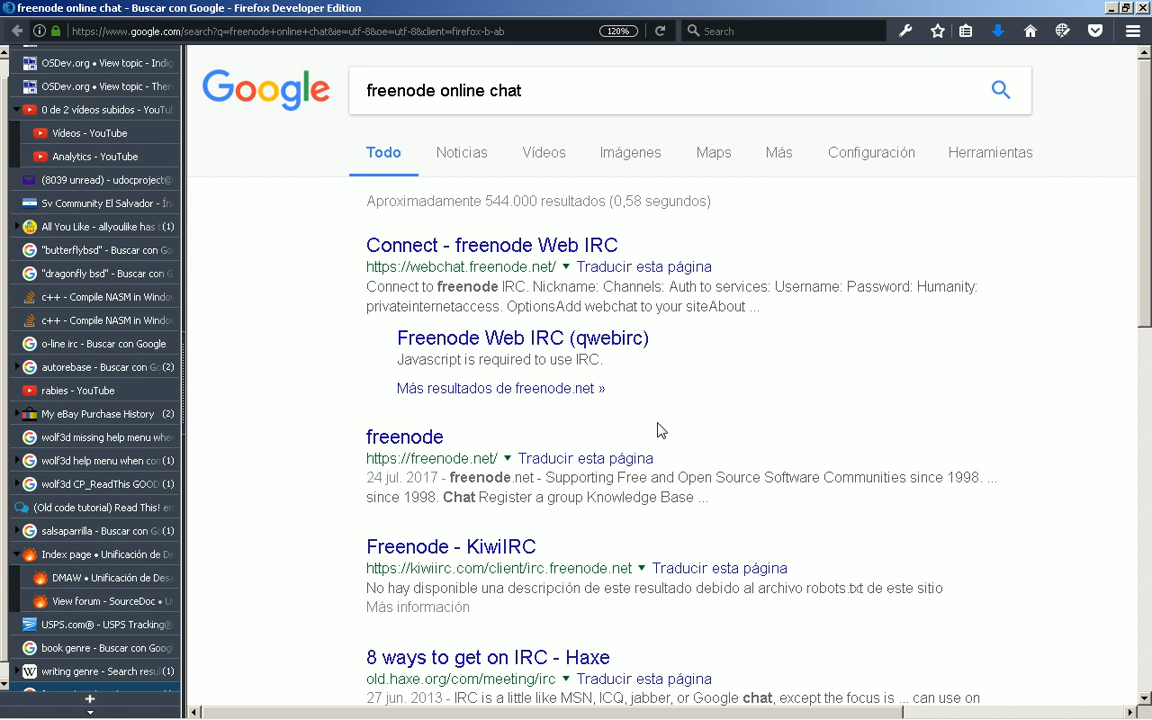 freenode online chat - Buscar con Google - Firefox Developer Edition
https://www.google.com/search?q=freenode+online+chat&ie=utf-8&oe=utf-8&client=firefox-b-ab
120%
Search
OSDev.org • View topic - Indi
OSDev.org • View topic - Ther
0 de 2 vídeos subidos - YouTu
Vídeos - YouTube
Analytics - YouTube
(8039 unread) - udocproject@
Sv Community El Salvador - Ín
All You Like - allyoulike has (1)
"butterflybsd" - Buscar con Go
"dragonfly bsd" - Buscar con G
c++ - Compile NASM in Windo
c++ - Compile NASM in Windo
o-line irc - Buscar con Google
autorebase - Buscar con Go (2)
rabies - YouTube
My eBay Purchase History (2)
wolf3d missing help menu whe
wolf3d help menu when cor (1)
wolf3d CP_ReadThis GOOD (1)
(Old code tutorial) Read This! er
salsaparrilla - Buscar con Go (1)
Index page • Unificación de De
DMAW • Unificación de Desa
View forum - SourceDoc • U
USPS.com® - USPS Tracking®
book genre - Buscar con Goog
writing genre - Search resul (1)
Google
freenode online chat
Todo Noticias Vídeos Imágenes Maps Más Configuración Herramientas
Aproximadamente 544.000 resultados (0,58 segundos)
Connect - freenode Web IRC
https://webchat.freenode.net/ ▼ Traducir esta página
Connect to freenode IRC. Nickname: Channels: Auth to services: Username: Password: Humanity:
privateinternetaccess. OptionsAdd webchat to your siteAbout ...
Freenode Web IRC (qwebirc)
Javascript is required to use IRC.
Más resultados de freenode.net »
freenode
https://freenode.net/ ▼ Traducir esta página
24 jul. 2017 - freenode.net - Supporting Free and Open Source Software Communities since 1998. ...
since 1998. Chat Register a group Knowledge Base ...
Freenode - KiwiIRC
https://kiwiirc.com/client/irc.freenode.net ▼ Traducir esta página
No hay disponible una descripción de este resultado debido al archivo robots.txt de este sitio
Más información
8 ways to get on IRC - Haxe
old.haxe.org/com/meeting/irc ▼ Traducir esta página
27 jun. 2013 - IRC is a little like MSN, ICQ, jabber, or Google chat, except the focus is ... can use on